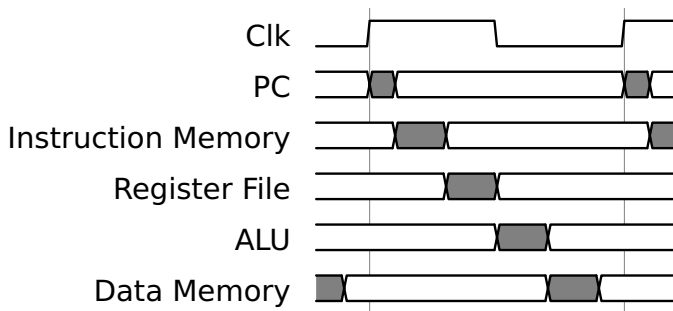 Clk
PC
Instruction Memory
Register File
ALU
Data Memory